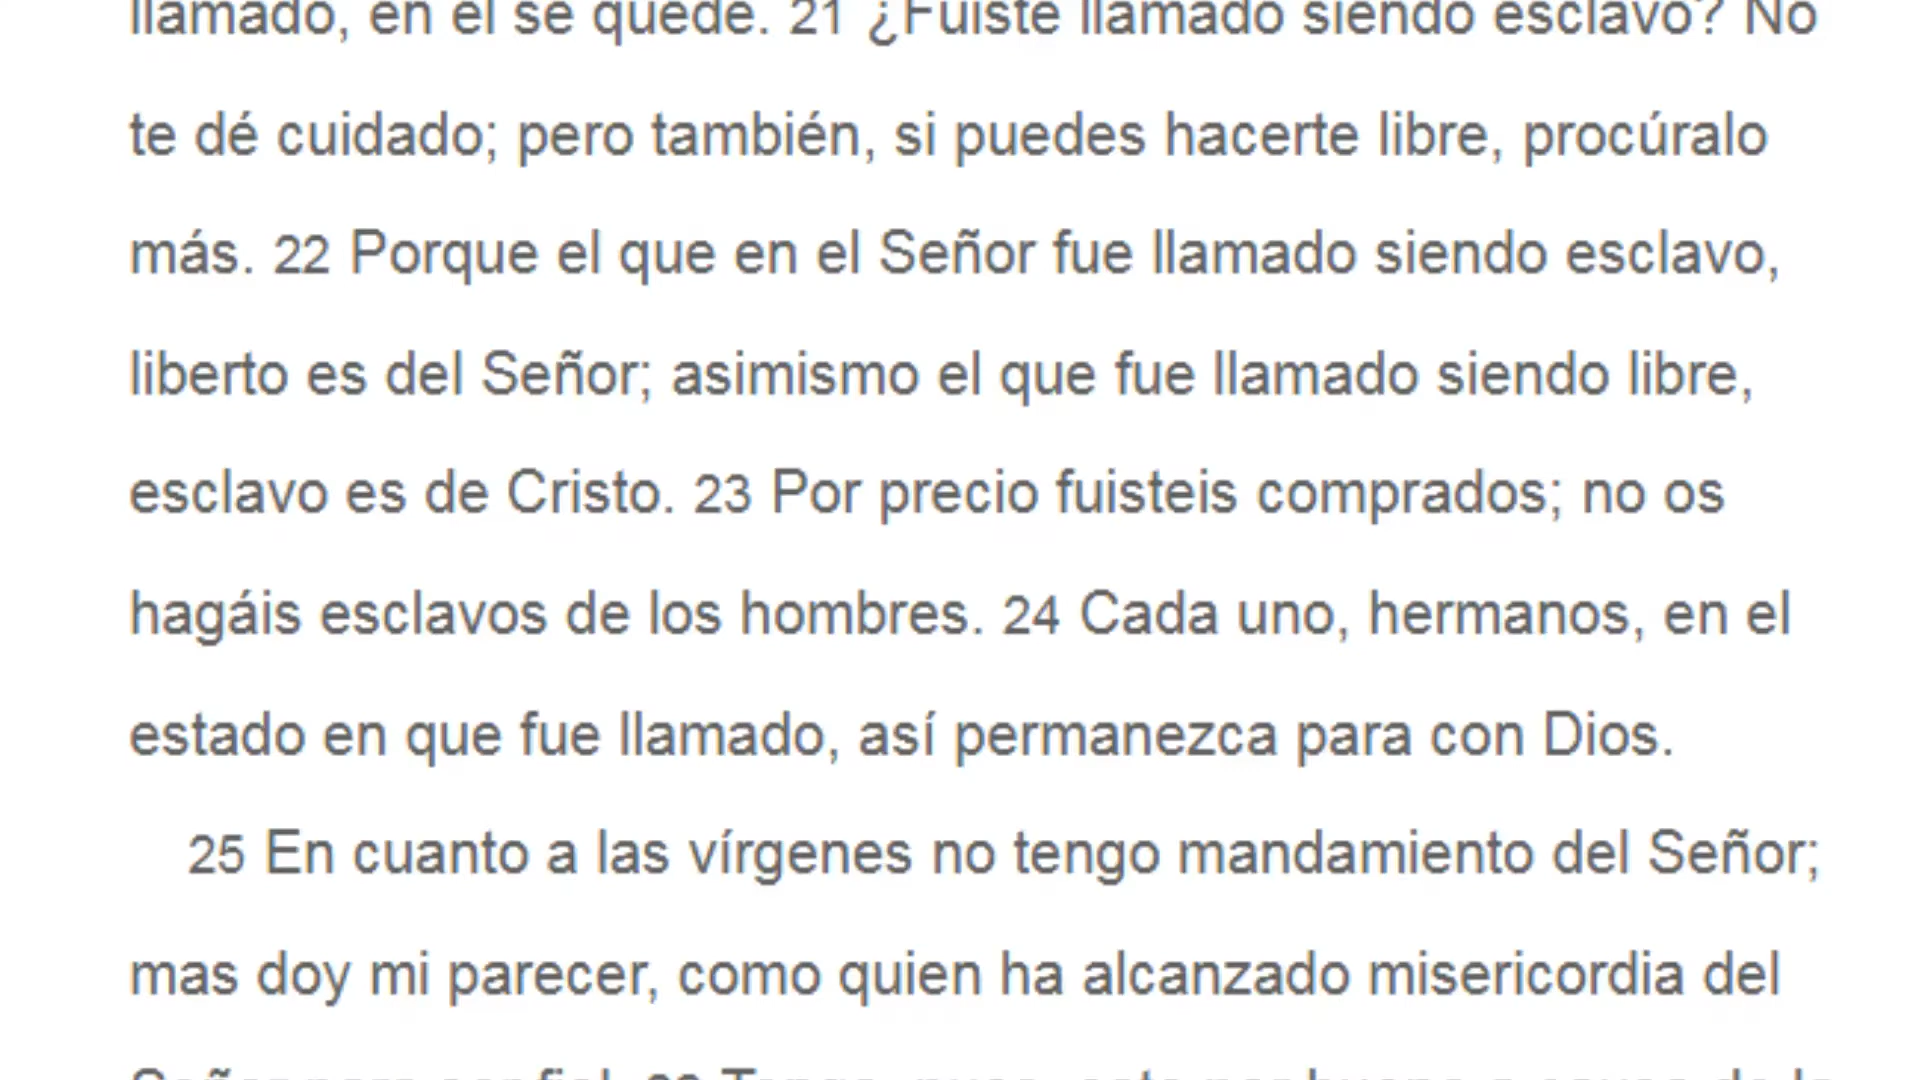 llamado, en él se quede. 21 ¿Fuiste llamado siendo esclavo? No
te dé cuidado; pero también, si puedes hacerte libre, procúralo
más. 22 Porque el que en el Señor fue llamado siendo esclavo,
liberto es del Señor; asimismo el que fue llamado siendo libre,
esclavo es de Cristo. 23 Por precio fuisteis comprados; no os
hagáis esclavos de los hombres. 24 Cada uno, hermanos, en el
estado en que fue llamado, así permanezca para con Dios.
25 En cuanto a las vírgenes no tengo mandamiento del Señor;
mas doy mi parecer, como quien ha alcanzado misericordia del